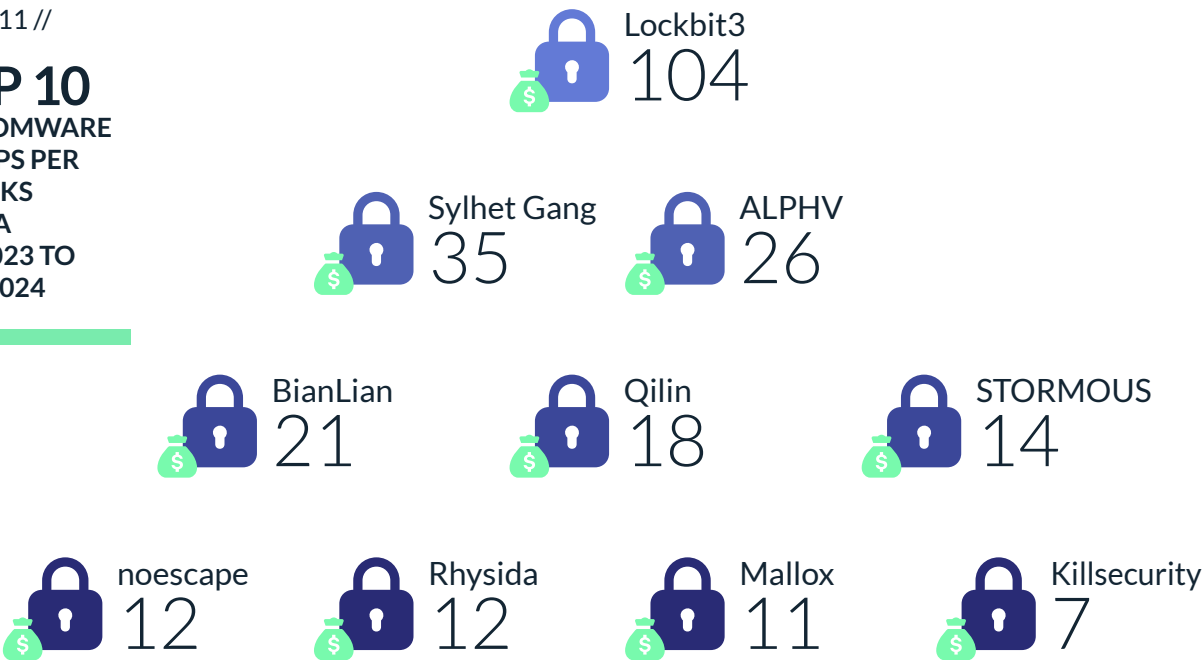 11 //
P 10
OMWARE
PS PER
KS
A
023 TO
024
Lockbit3
104
Sylhet Gang
35
ALPHV
26
BianLian
21
Qilin
18
STORMOUS
14
noescape
12
Rhysida
12
Mallox
11
Killsecurity
7